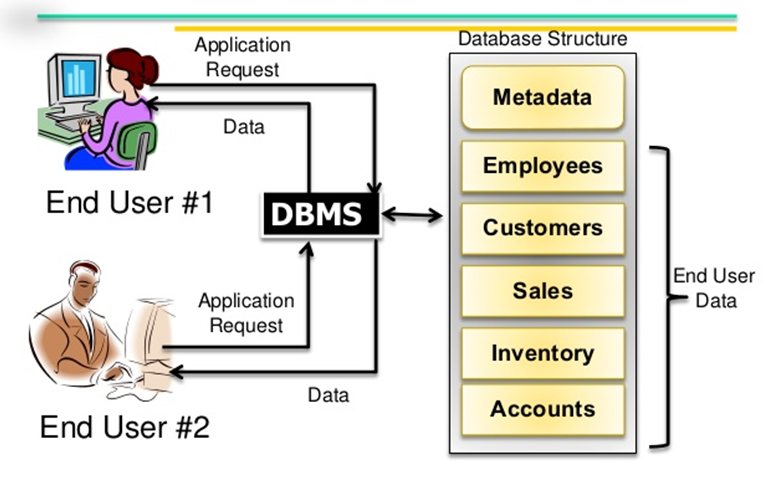 Application
Request
Data
End User #1
DBMS
Application
Request
Data
End User #2
Database Structure
Metadata
Employees
Customers
Sales
Inventory
Accounts
End User
Data